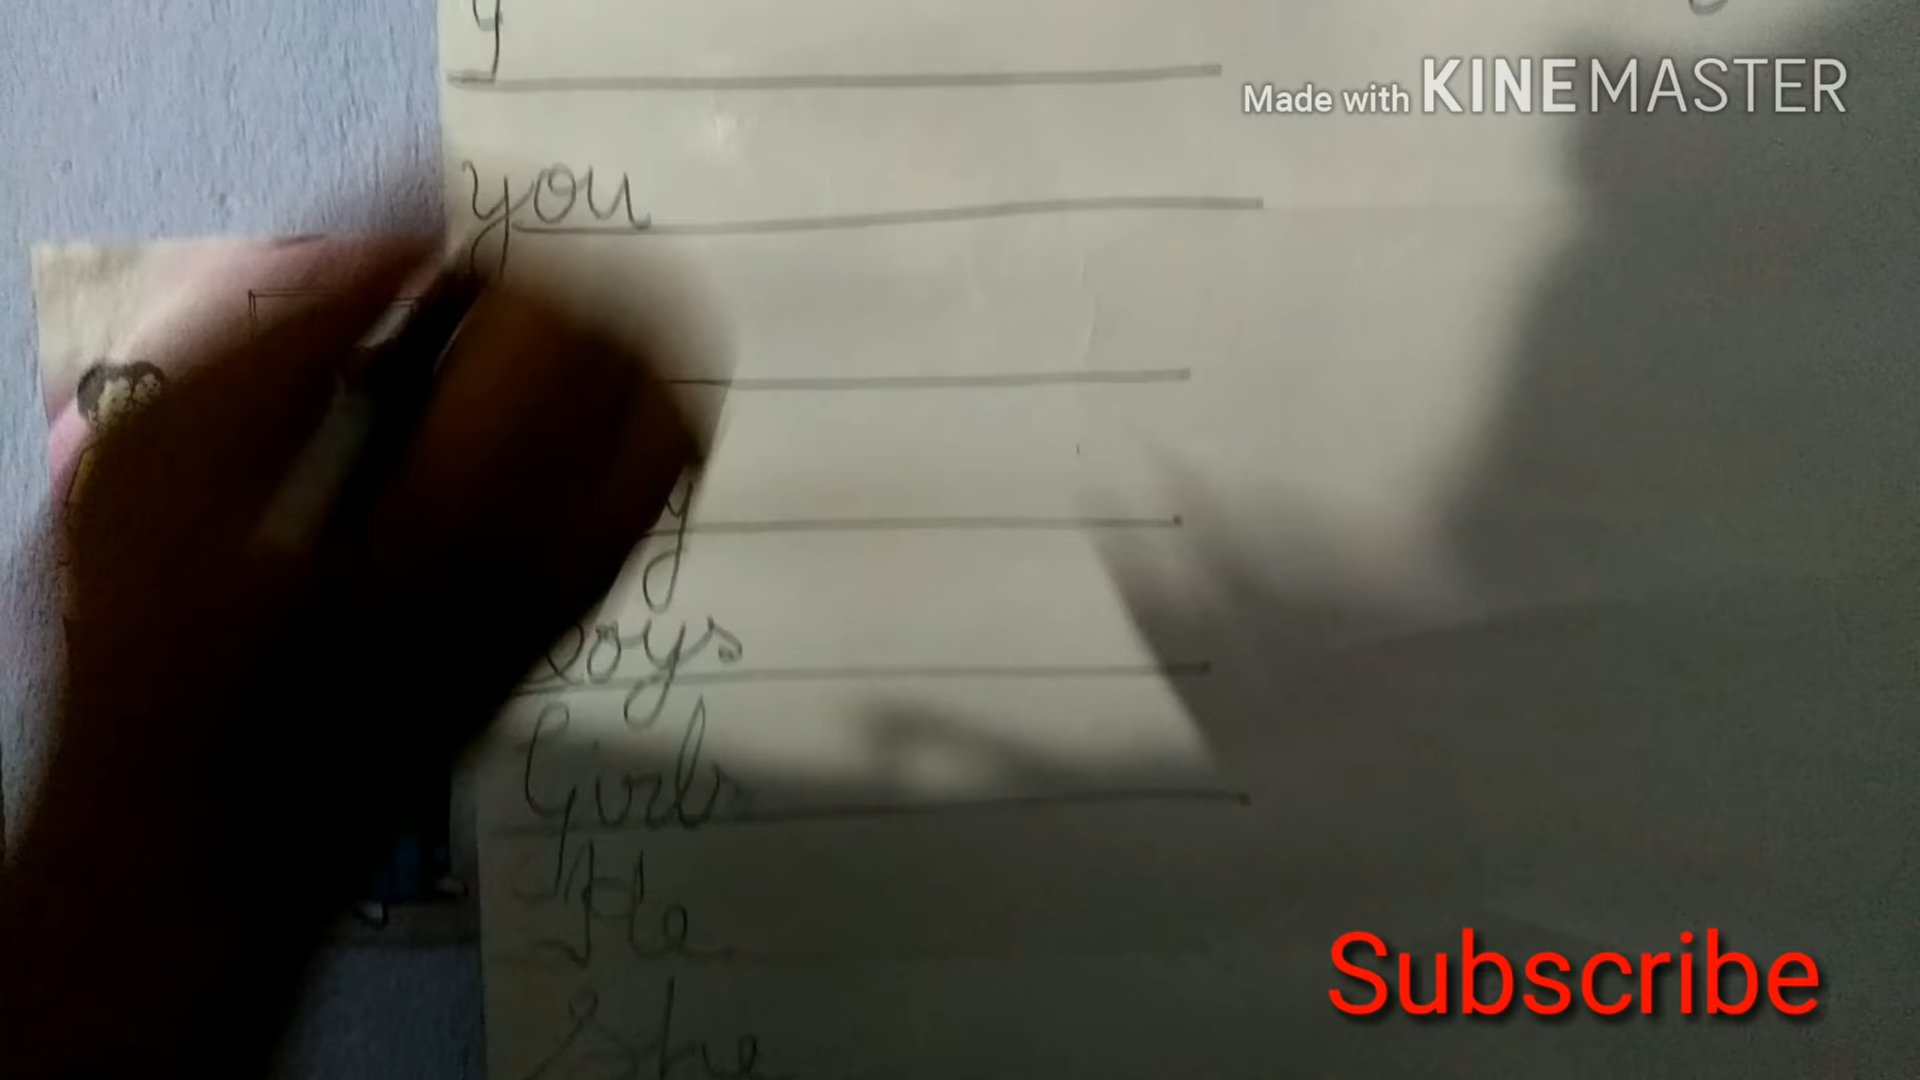 y
Made with KINEMASTER
you
y
Boys
Girls
He
She
Subscribe